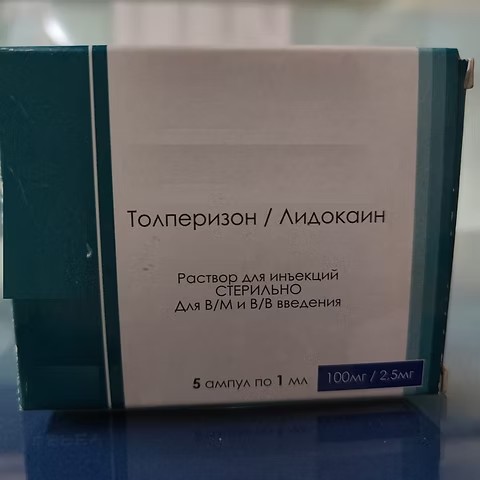 Толперизон / Лидокаин
Раствор для инъекций
СТЕРИЛЬНО
Для В/М и В/В введения
5 ампул по 1 мл
100мг / 2,5мг